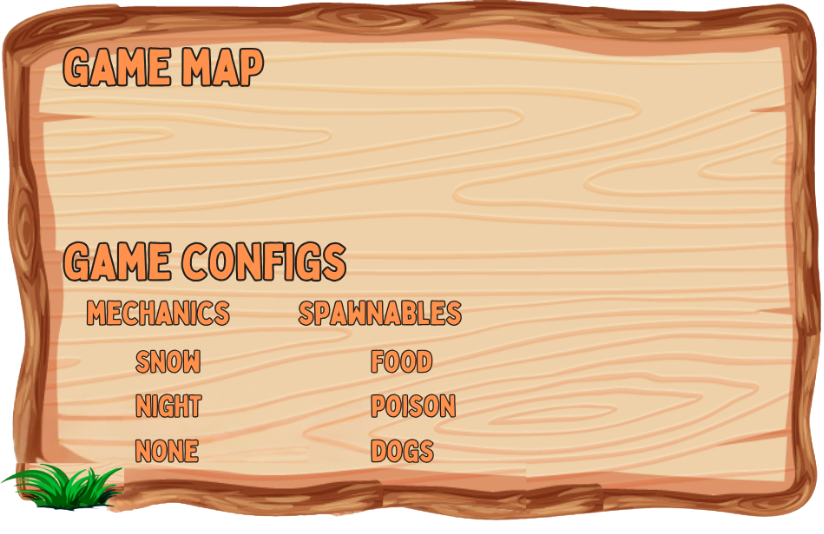 GAME MAP
GAME CONFIGS
MECHANICS SPAWNABLES
SNOW FOOD
NIGHT POISON
NONE DOGS